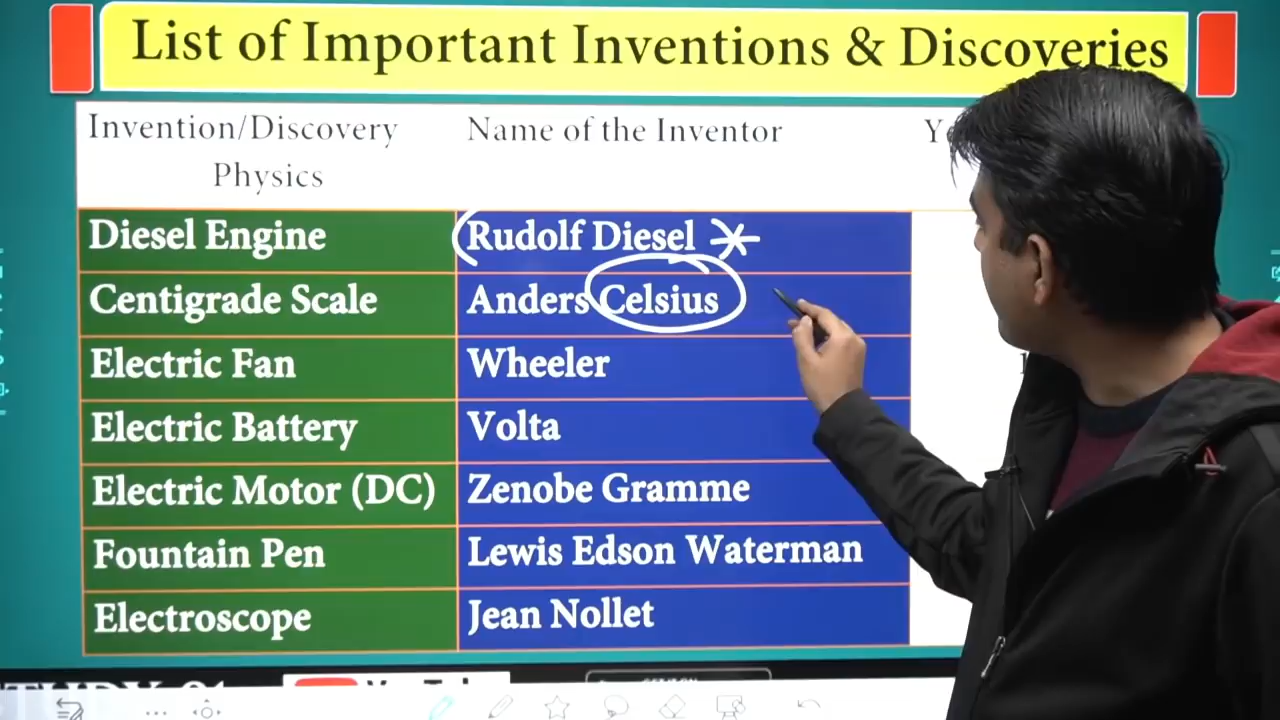 List of Important Inventions & Discoveries
Invention/Discovery Name of the Inventor
Physics
Diesel Engine Rudolf Diesel
Centigrade Scale Anders Celsius
Electric Fan Wheeler
Electric Battery Volta
Electric Motor (DC) Zenobe Gramme
Fountain Pen Lewis Edson Waterman
Electroscope Jean Nollet